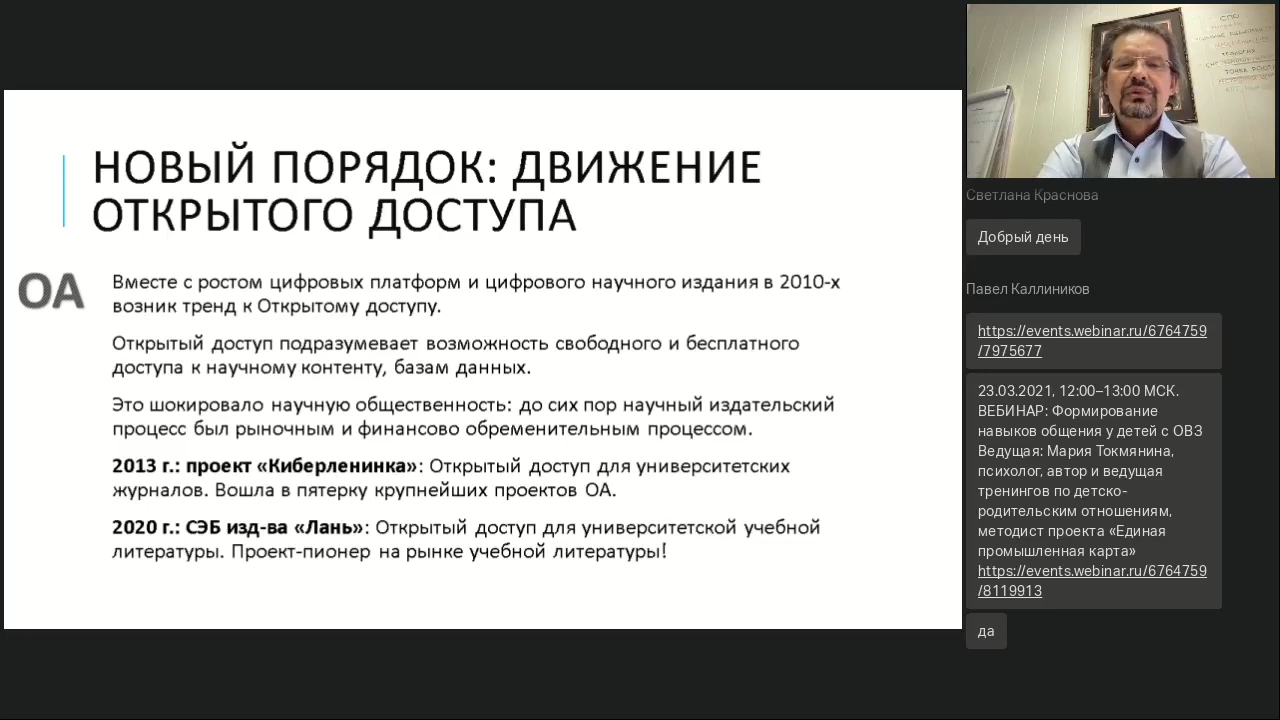 НОВЫЙ ПОРЯДОК: ДВИЖЕНИЕ
ОТКРЫТОГО ДОСТУПА
OA
Вместе с ростом цифровых платформ и цифрового научного издания в 2010-х
возник тренд к Открытому доступу.
Открытый доступ подразумевает возможность свободного и бесплатного
доступа к научному контенту, базам данных.
Это шокировало научную общественность: до сих пор научный издательский
процесс был рыночным и финансово обременительным процессом.
2013 г.: проект «Киберленинка»: Открытый доступ для университетских
журналов. Вошла в пятерку крупнейших проектов ОА.
2020 г.: СЭБ изд-ва «Лань»: Открытый доступ для университетской учебной
литературы. Проект-пионер на рынке учебной литературы!
СПО
ТЕОЛОГИЯ
ТОЧКА РОСТА
Светлана Краснова
Добрый день
Павел Каллиников
https://events.webinar.ru/6764759
/7975677
23.03.2021, 12:00–13:00 МСК.
ВЕБИНАР: Формирование
навыков общения у детей с ОВЗ
Ведущая: Мария Токмянина,
психолог, автор и ведущая
тренингов по детско-
родительским отношениям,
методист проекта «Единая
промышленная карта»
https://events.webinar.ru/6764759
/8119913
да